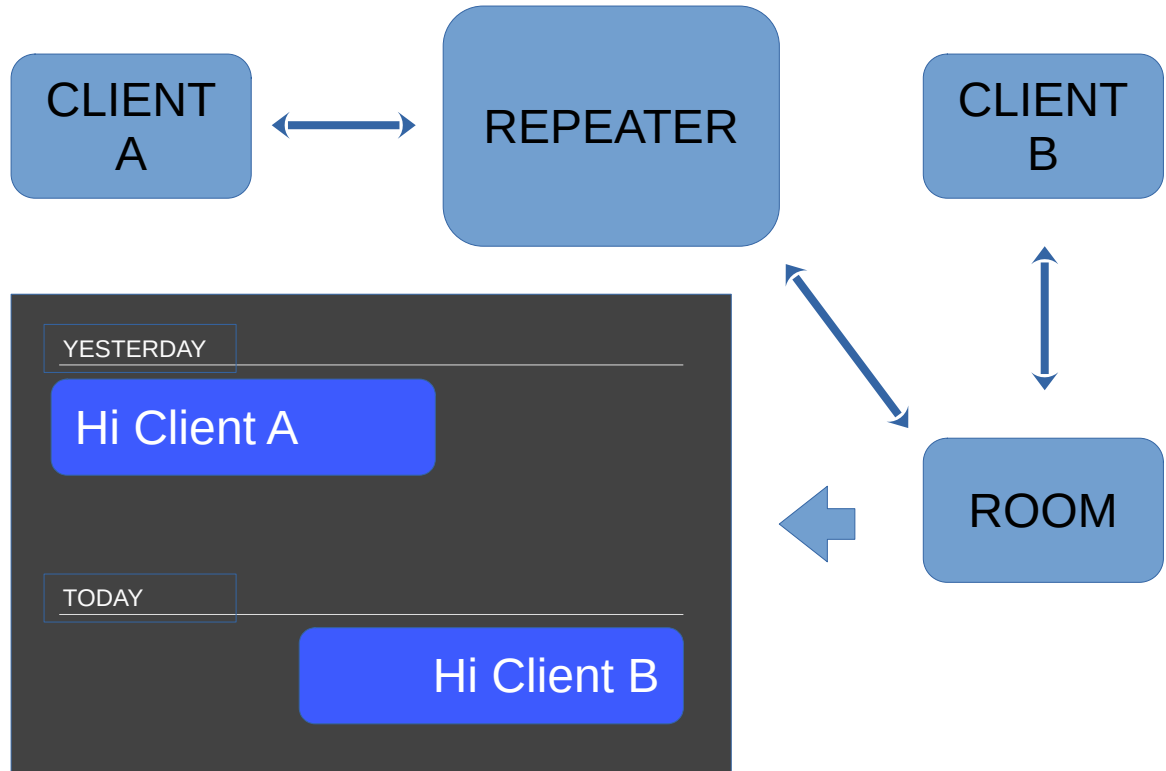 CLIENT
A
REPEATER
CLIENT
B
YESTERDAY
Hi Client A
ROOM
TODAY
Hi Client B